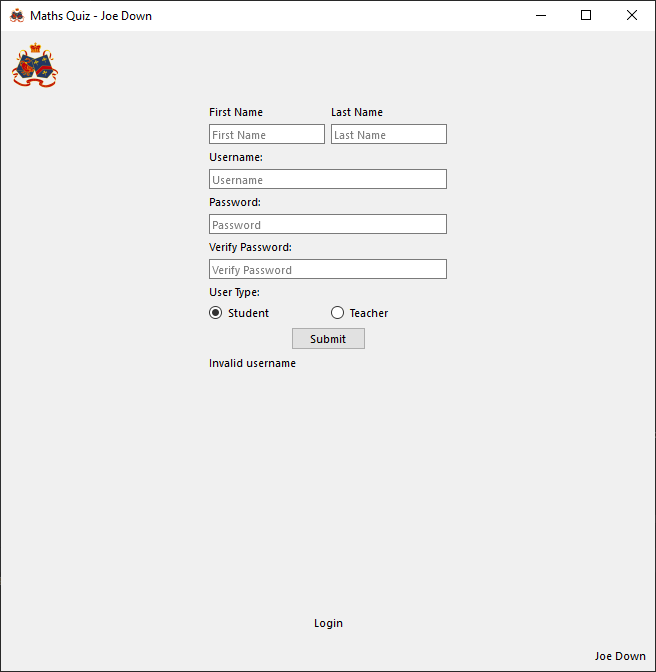 Maths Quiz - Joe Down
First Name Last Name
First Name Last Name
Username:
Username
Password:
Password
Verify Password:
Verify Password
User Type:
Student Teacher
Submit
Invalid username
Login
Joe Down